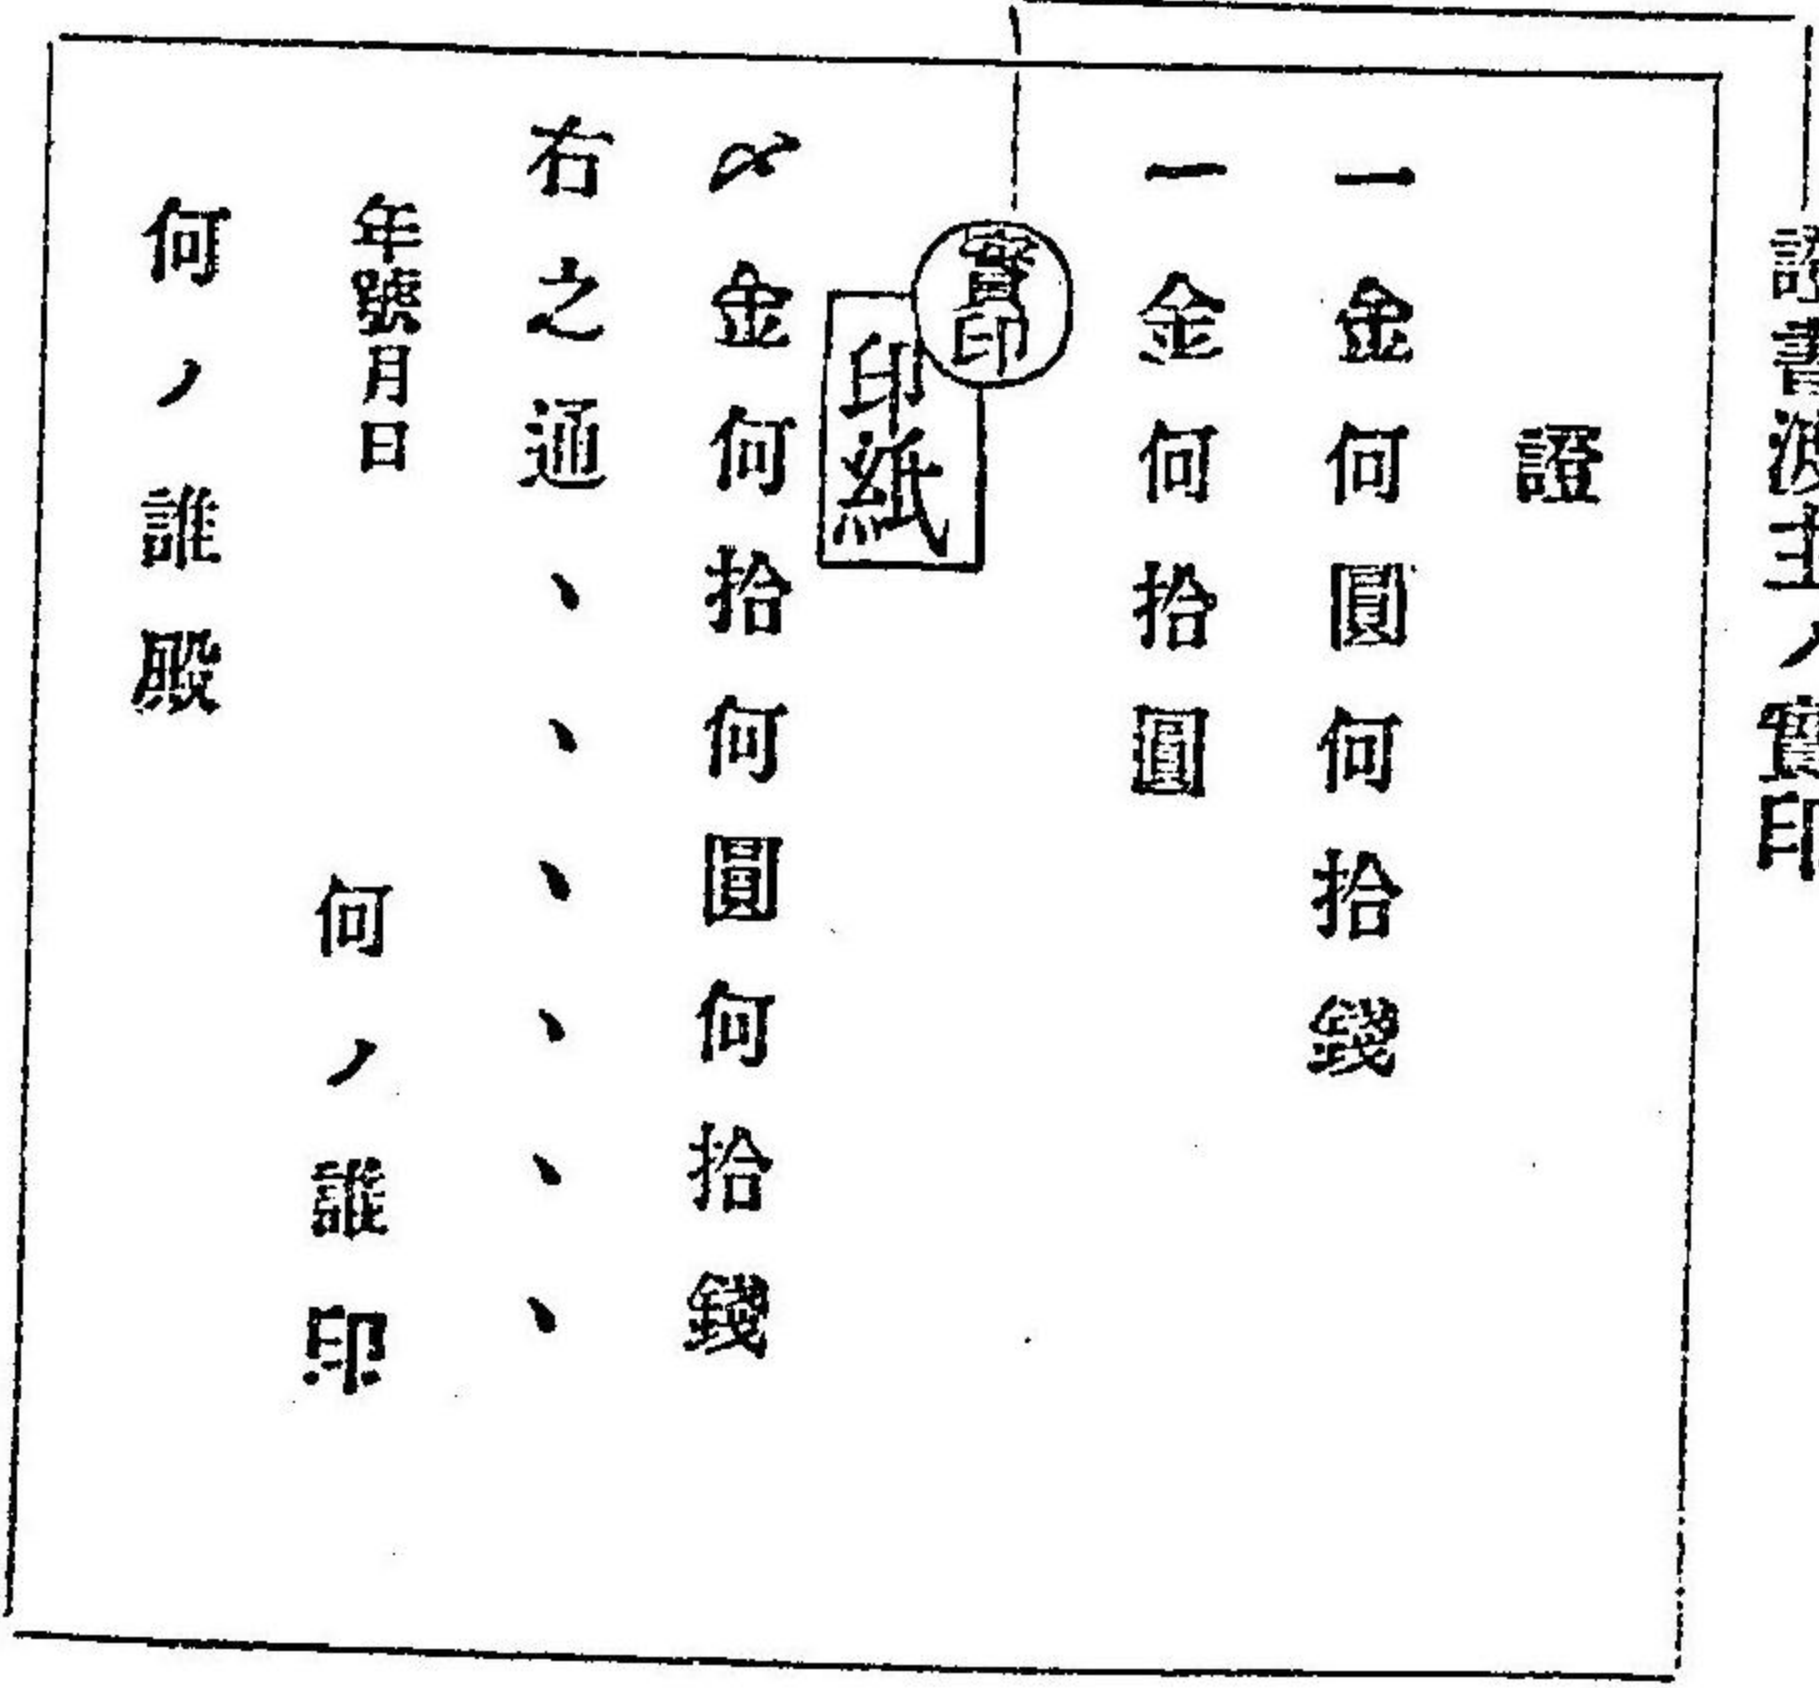 證書渡主ノ實印
證
一金何圓何拾錢
一金何拾圓
實印
印紙
〆金何拾何圓何拾錢
右之通、、、、、、
年號月日
何ノ誰印
何ノ誰殿